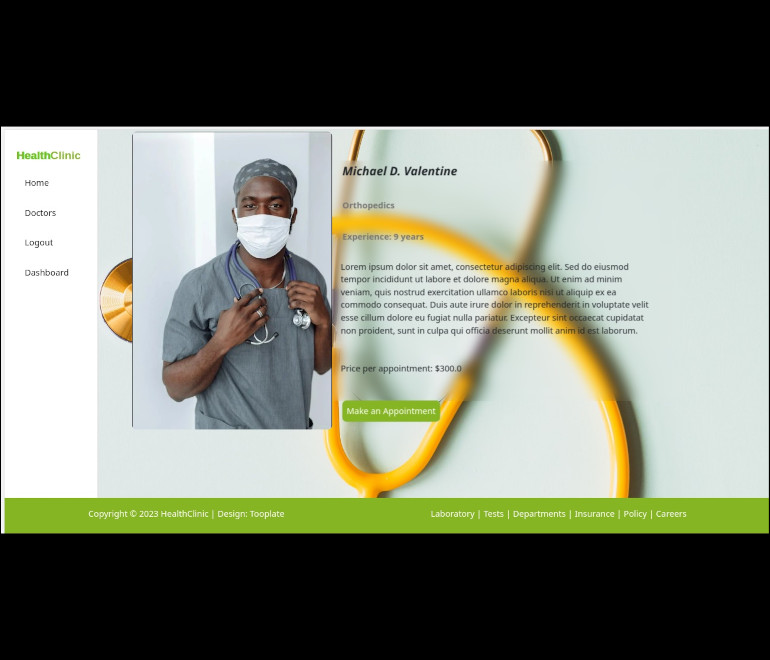 HealthClinic
Home
Doctors
Logout
Dashboard
Michael D. Valentine
Orthopedics
Experience: 9 years
Lorem ipsum dolor sit amet, consectetur adipiscing elit. Sed do eiusmod
tempor incididunt ut labore et dolore magna aliqua. Ut enim ad minim
veniam, quis nostrud exercitation ullamco laboris nisi ut aliquip ex ea
commodo consequat. Duis aute irure dolor in reprehenderit in voluptate velit
esse cillum dolore eu fugiat nulla pariatur. Excepteur sint occaecat cupidatat
non proident, sunt in culpa qui officia deserunt mollit anim id est laborum.
Price per appointment: $300.0
Make an Appointment
Copyright © 2023 HealthClinic | Design: Tooplate
Laboratory | Tests | Departments | Insurance | Policy | Careers